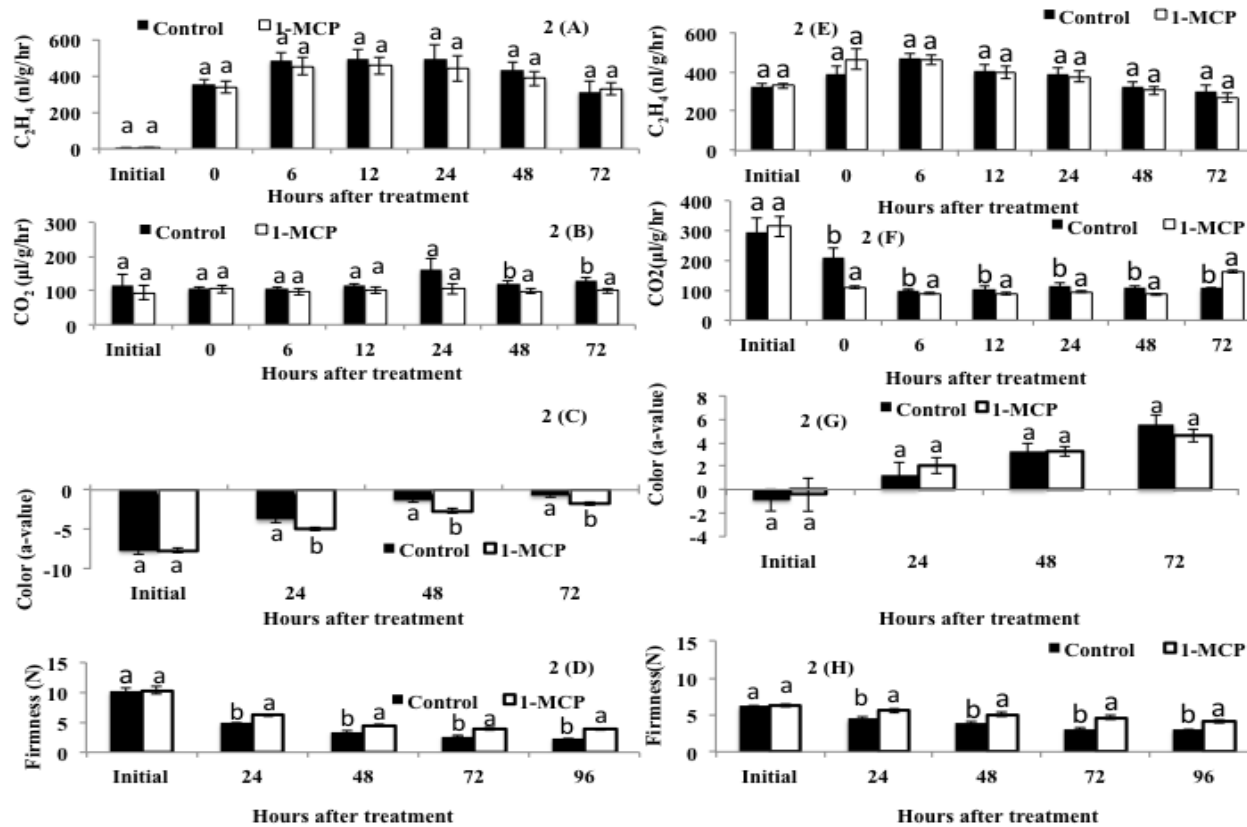 Control 1-MCP 2 (A)
C₂H₄ (nl/g/hr)
600
400
200
0
a a a a a a a a a a a a a a
Initial 0 6 12 24 48 72
Hours after treatment
Control 1-MCP 2 (E)
C₂H₄ (nl/g/hr)
600
400
200
0
a a a a a a a a a a a a a a
Initial 0 6 12 24 48 72
Hours after treatment
Control 1-MCP 2 (B)
CO₂ (µl/g/hr)
300
200
100
0
a a a a a a a a a a b a b a
Initial 0 6 12 24 48 72
Hours after treatment
Control 1-MCP 2 (F)
CO2(µl/g/hr)
400
300
200
100
0
a a b a b a b a b a b a b a
Initial 0 6 12 24 48 72
Hours after treatment
2 (C)
Color (a-value)
0
-5
-10
a a a b a b a b
Control 1-MCP
Initial 24 48 72
Hours after treatment
2 (G) Control 1-MCP
Color (a-value)
8
6
4
2
0
-2
-4
a a a a a a a a
Initial 24 48 72
Hours after treatment
2 (D)
Control 1-MCP
Firmness (N)
15
10
5
0
a a b a b a b a b a
Initial 24 48 72 96
Hours after treatment
2 (H) Control 1-MCP
Firmness(N)
15
10
5
0
a a b a b a b a b a
Initial 24 48 72 96
Hours after treatment